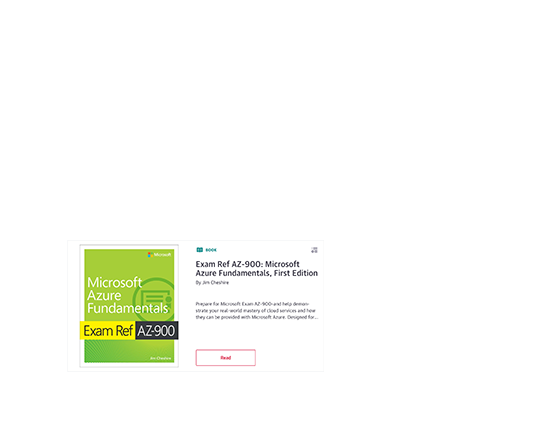 Microsoft
Microsoft
Azure
Fundamentals
Exam Ref AZ-900
Jim Cheshire
BOOK
Exam Ref AZ-900: Microsoft
Azure Fundamentals, First Edition
By Jim Cheshire
Prepare for Microsoft Exam AZ-900–and help demon-
strate your real-world mastery of cloud services and how
they can be provided with Microsoft Azure. Designed for...
Read